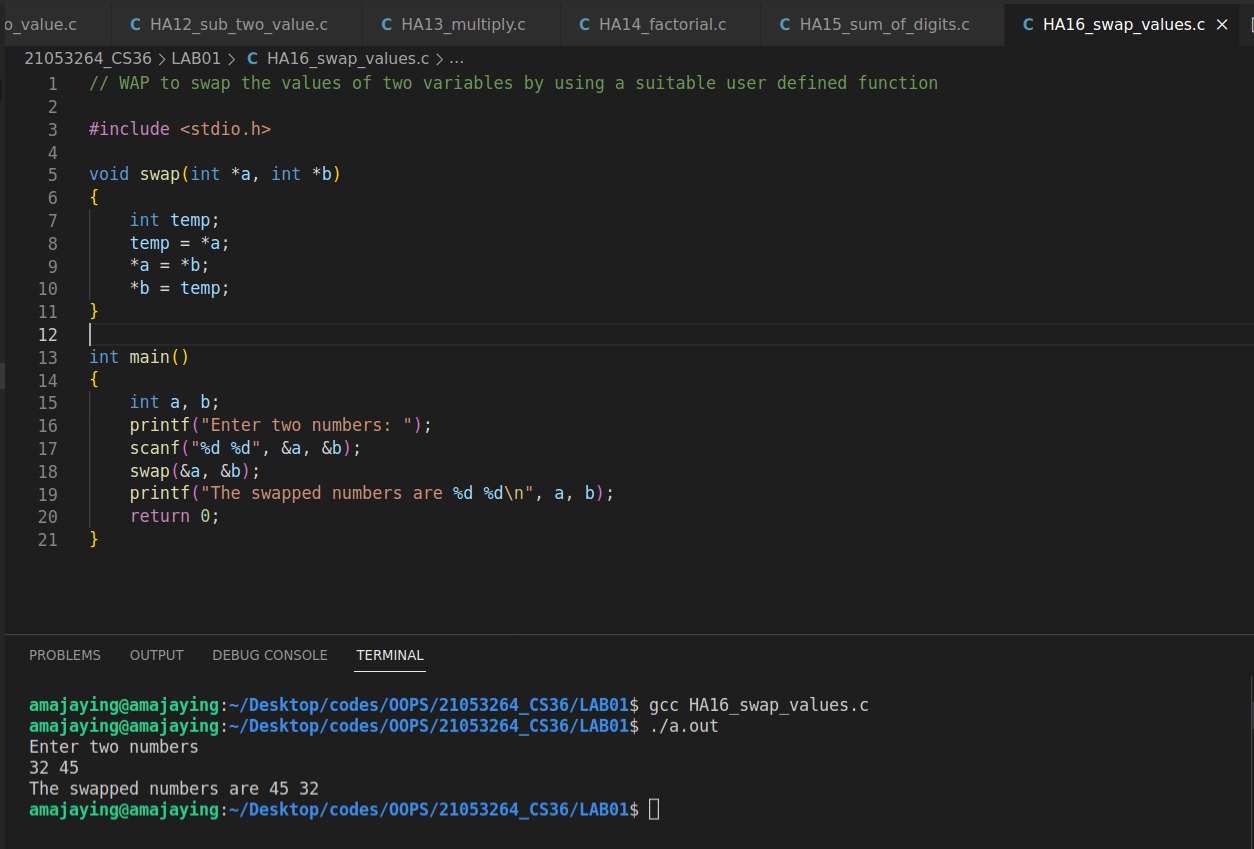 o_value.c C HA12_sub_two_value.c C HA13_multiply.c C HA14_factorial.c C HA15_sum_of_digits.c C HA16_swap_values.c ×
21053264_CS36 > LAB01 > C HA16_swap_values.c > ...
1 // WAP to swap the values of two variables by using a suitable user defined function
2
3 #include <stdio.h>
4
5 void swap(int *a, int *b)
6 {
7     int temp;
8     temp = *a;
9     *a = *b;
10     *b = temp;
11 }
12
13 int main()
14 {
15     int a, b;
16     printf("Enter two numbers: ");
17     scanf("%d %d", &a, &b);
18     swap(&a, &b);
19     printf("The swapped numbers are %d %d\n", a, b);
20     return 0;
21 }
PROBLEMS OUTPUT DEBUG CONSOLE TERMINAL
amajaying@amajaying:~/Desktop/codes/OOPS/21053264_CS36/LAB01$ gcc HA16_swap_values.c
amajaying@amajaying:~/Desktop/codes/OOPS/21053264_CS36/LAB01$ ./a.out
Enter two numbers
32 45
The swapped numbers are 45 32
amajaying@amajaying:~/Desktop/codes/OOPS/21053264_CS36/LAB01$